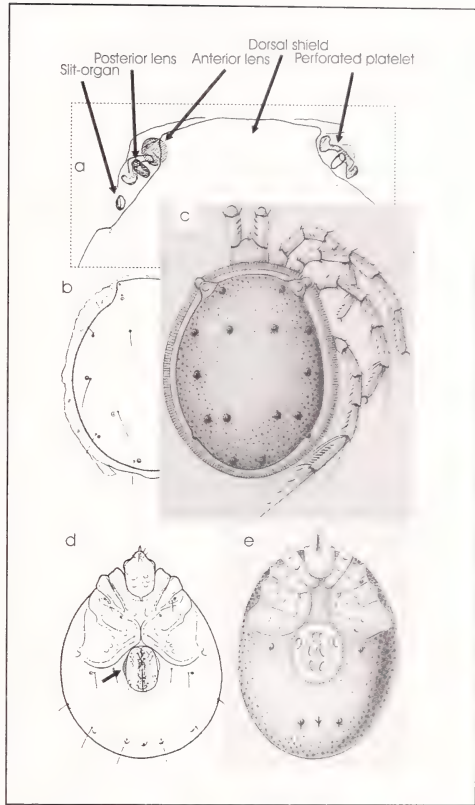 Dorsal shield
Posterior lens Anterior lens Perforated platelet
Slit-organ
a
c
b
d
e